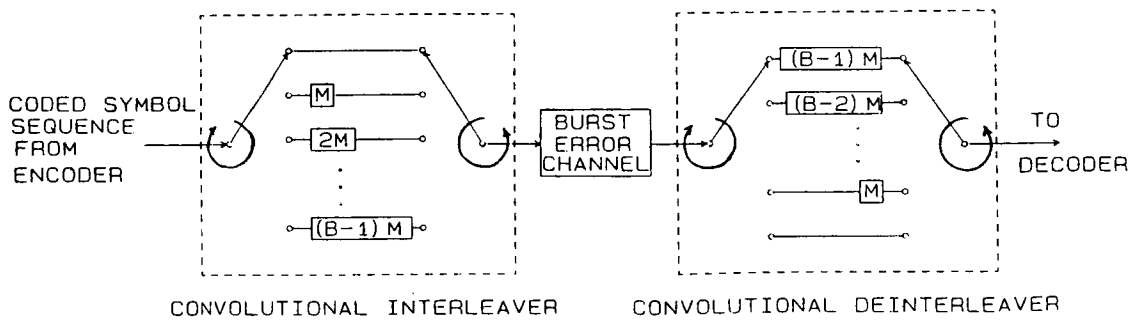 CODED SYMBOL
SEQUENCE
FROM
ENCODER
M
2M
(B-1) M
BURST
ERROR
CHANNEL
(B-1) M
(B-2) M
M
TO
DECODER
CONVOLUTIONAL INTERLEAVER
CONVOLUTIONAL DEINTERLEAVER